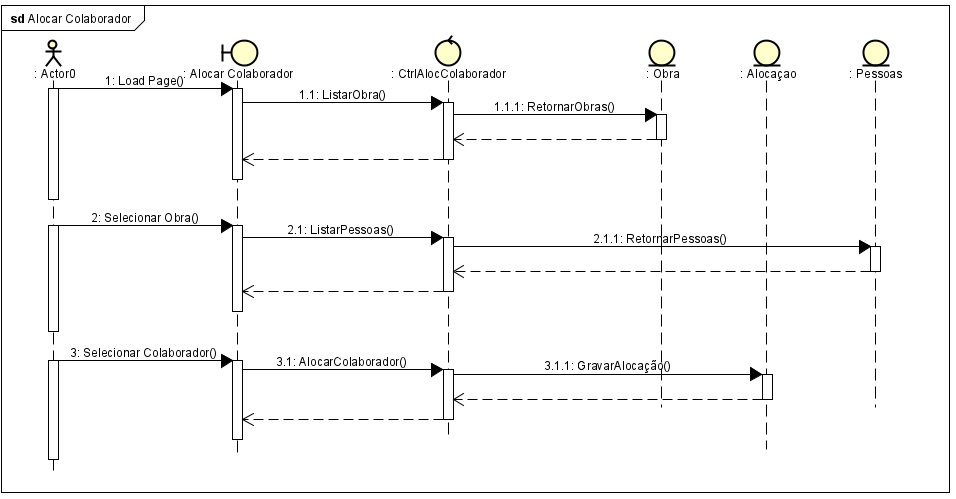 sd Alocar Colaborador
: Actor0
: Alocar Colaborador
: CtrlAlocColaborador
: Obra
: Alocaçao
: Pessoas
1: Load Page()
1.1: ListarObra()
1.1.1: RetornarObras()
2: Selecionar Obra()
2.1: ListarPessoas()
2.1.1: RetornarPessoas()
3: Selecionar Colaborador()
3.1: AlocarColaborador()
3.1.1: GravarAlocação()